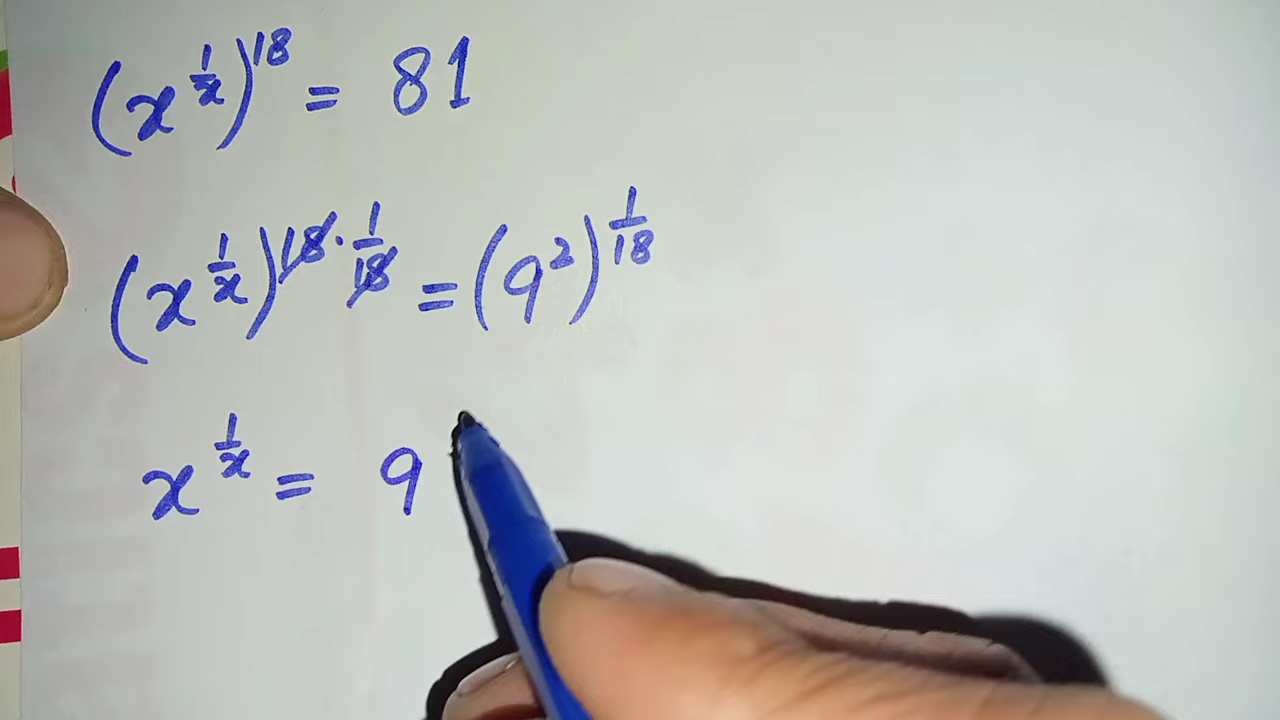 (x^{1/x})^{18} = 81
(x^{1/x})^{18 · 1/18} = (9^2)^{1/18}
x^{1/x} = 9